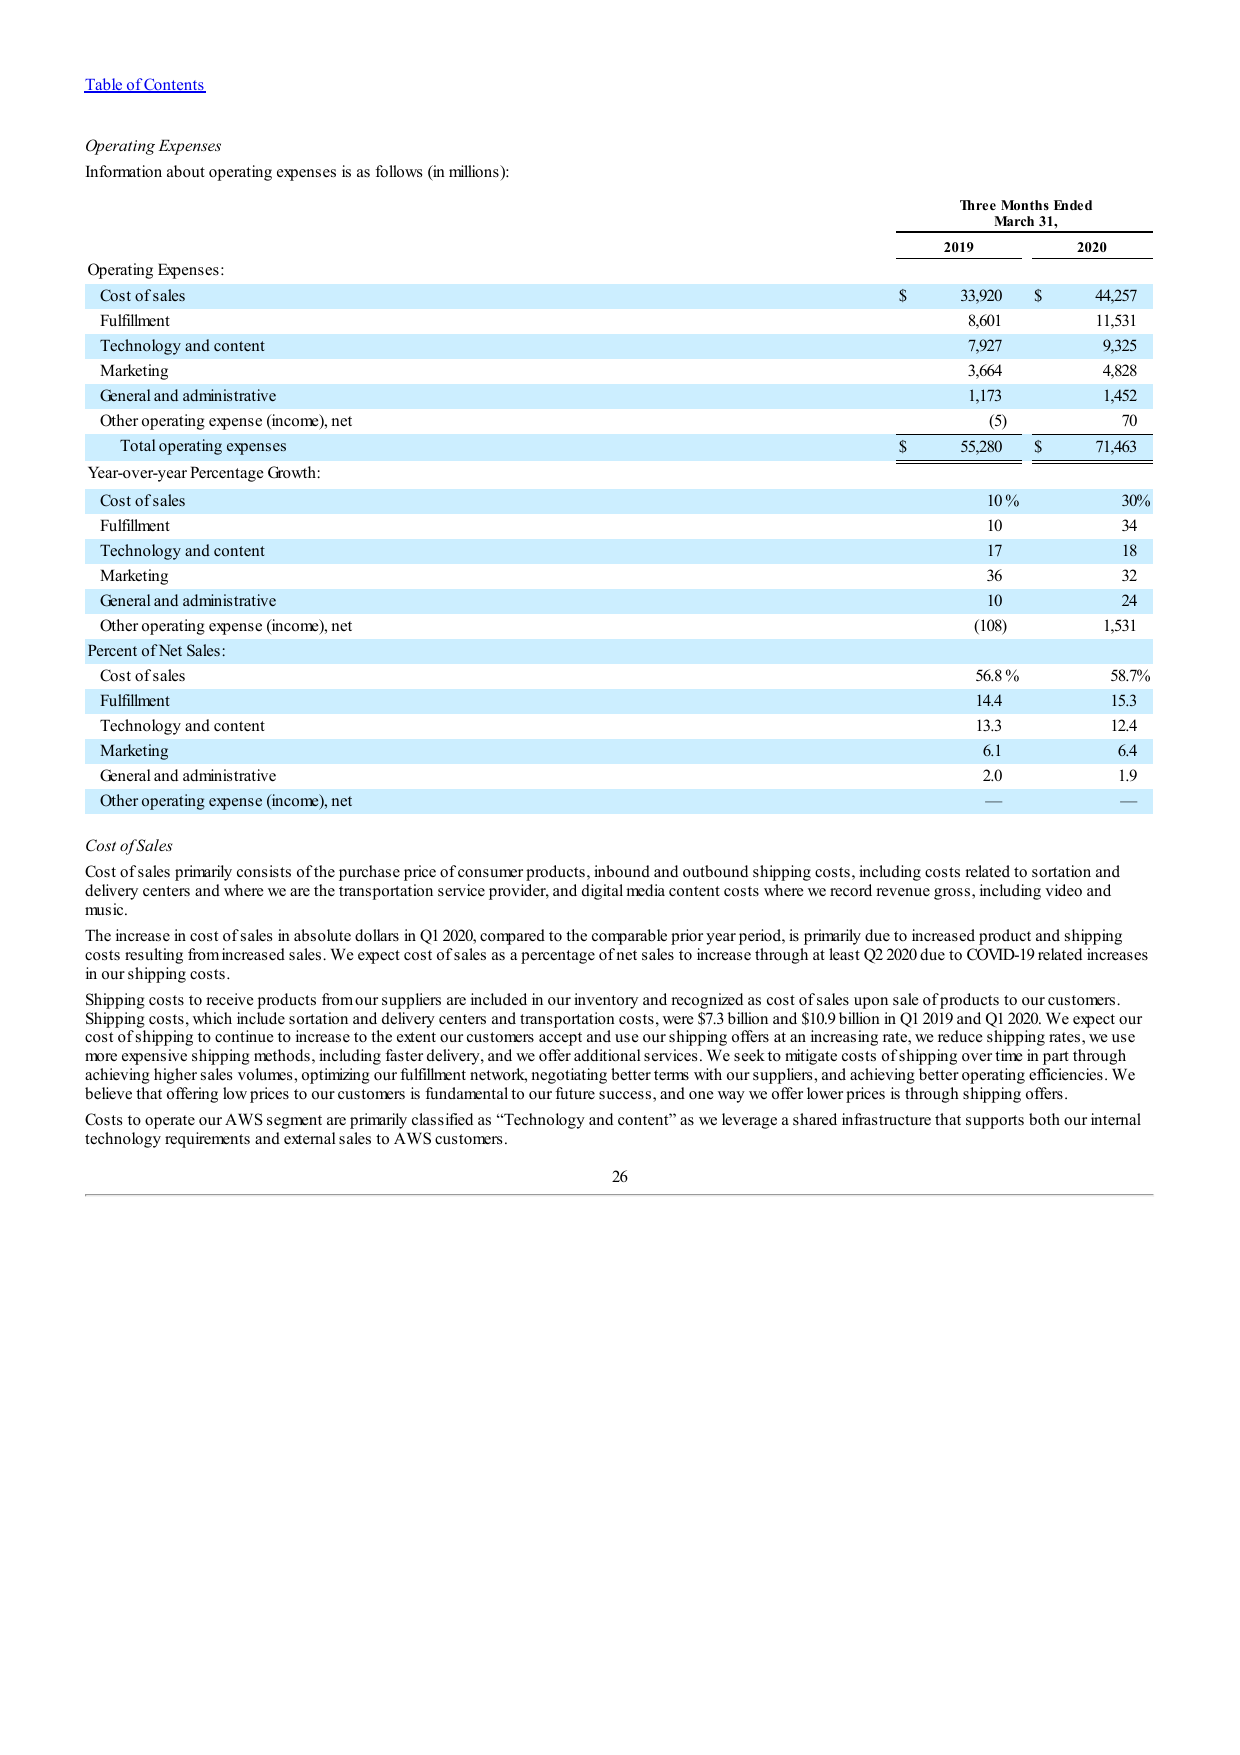 Table of Contents
Operating Expenses
Information about operating expenses is as follows (in millions):
Three Months Ended
March 31,
2019 2020
Operating Expenses:
Cost of sales $ 33,920 $ 44,257
Fulfillment 8,601 11,531
Technology and content 7,927 9,325
Marketing 3,664 4,828
General and administrative 1,173 1,452
Other operating expense (income), net (5) 70
Total operating expenses $ 55,280 $ 71,463
Year-over-year Percentage Growth:
Cost of sales 10 % 30%
Fulfillment 10 34
Technology and content 17 18
Marketing 36 32
General and administrative 10 24
Other operating expense (income), net (108) 1,531
Percent of Net Sales:
Cost of sales 56.8 % 58.7%
Fulfillment 14.4 15.3
Technology and content 13.3 12.4
Marketing 6.1 6.4
General and administrative 2.0 1.9
Other operating expense (income), net — —
Cost of Sales
Cost of sales primarily consists of the purchase price of consumer products, inbound and outbound shipping costs, including costs related to sortation and
delivery centers and where we are the transportation service provider, and digital media content costs where we record revenue gross, including video and
music.
The increase in cost of sales in absolute dollars in Q1 2020, compared to the comparable prior year period, is primarily due to increased product and shipping
costs resulting from increased sales. We expect cost of sales as a percentage of net sales to increase through at least Q2 2020 due to COVID-19 related increases
in our shipping costs.
Shipping costs to receive products from our suppliers are included in our inventory and recognized as cost of sales upon sale of products to our customers.
Shipping costs, which include sortation and delivery centers and transportation costs, were $7.3 billion and $10.9 billion in Q1 2019 and Q1 2020. We expect our
cost of shipping to continue to increase to the extent our customers accept and use our shipping offers at an increasing rate, we reduce shipping rates, we use
more expensive shipping methods, including faster delivery, and we offer additional services. We seek to mitigate costs of shipping over time in part through
achieving higher sales volumes, optimizing our fulfillment network, negotiating better terms with our suppliers, and achieving better operating efficiencies. We
believe that offering low prices to our customers is fundamental to our future success, and one way we offer lower prices is through shipping offers.
Costs to operate our AWS segment are primarily classified as “Technology and content” as we leverage a shared infrastructure that supports both our internal
technology requirements and external sales to AWS customers.
26